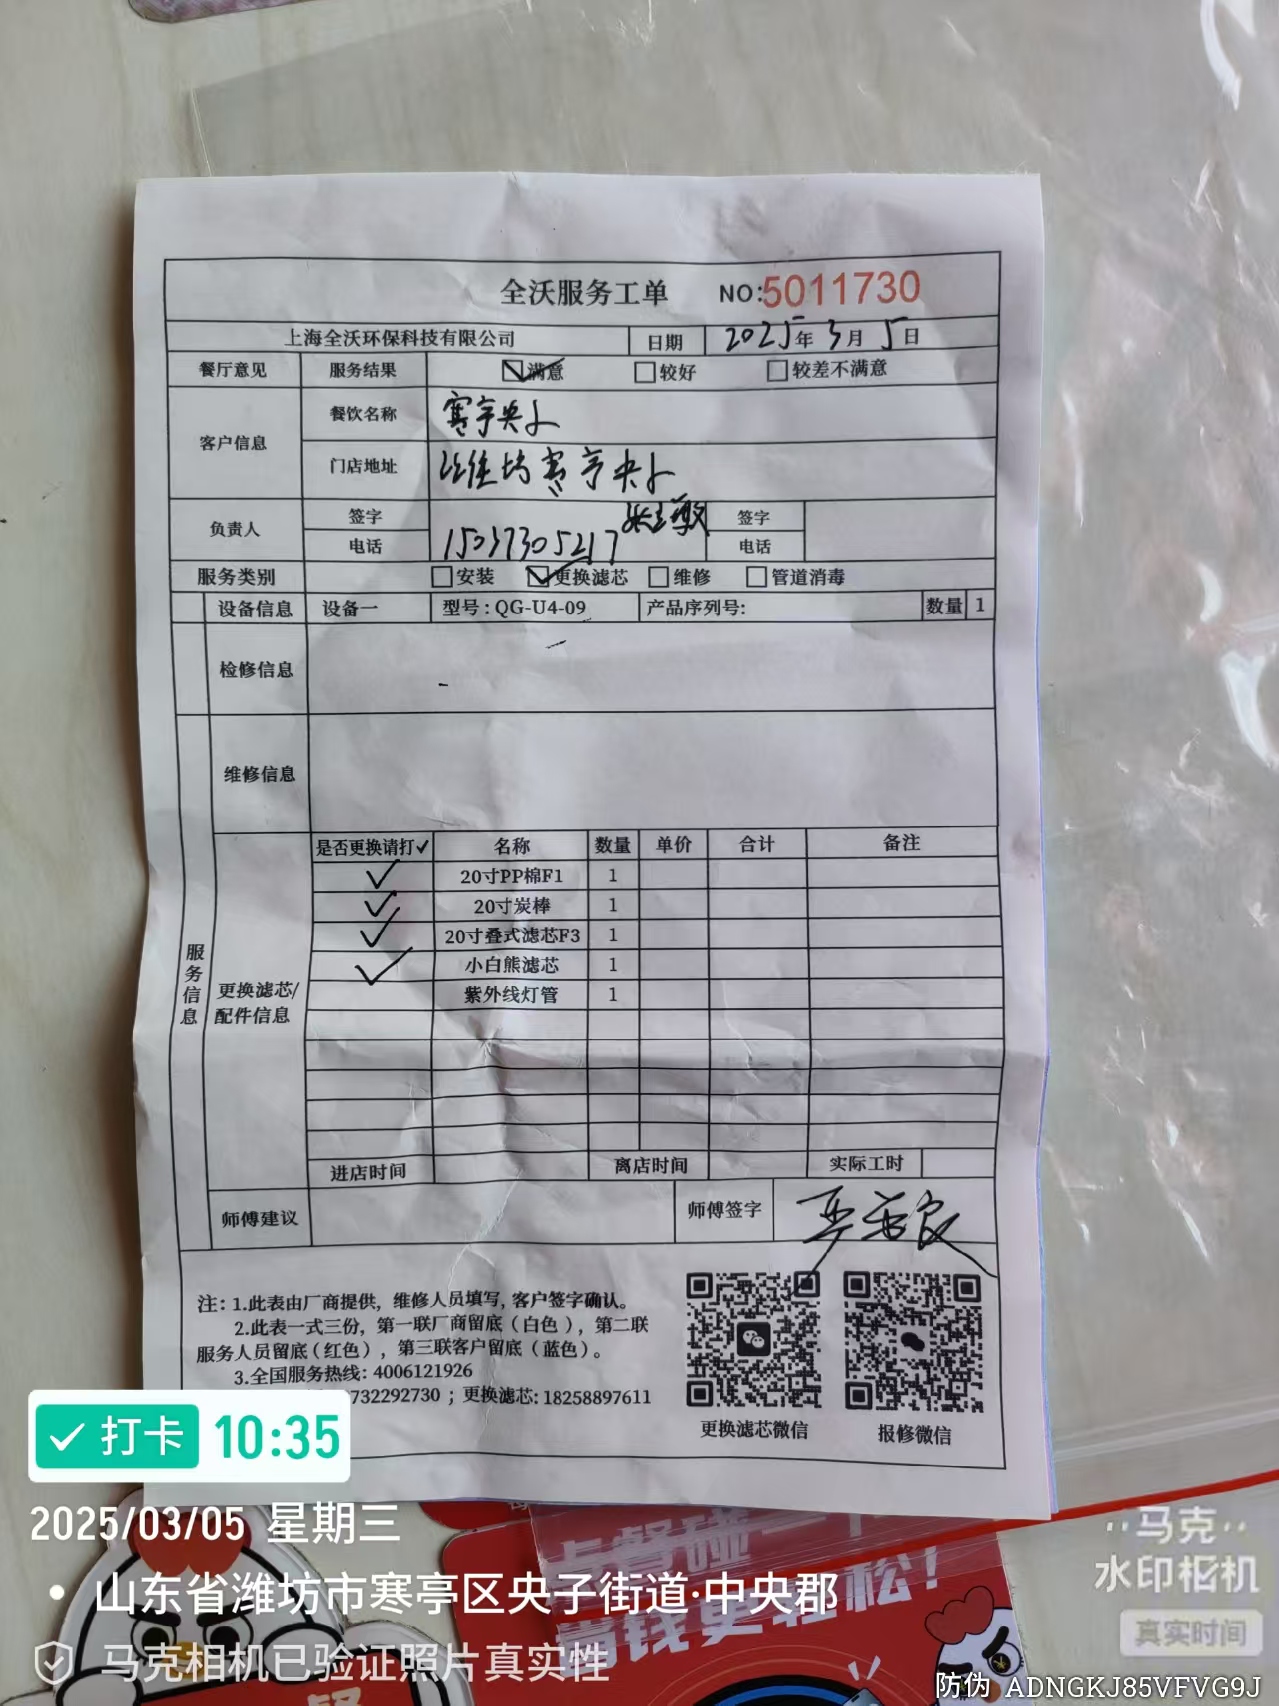 全沃服务工单 NO:5011730
上海全沃环保科技有限公司 日期 2025年3月5日
餐厅意见 服务结果 满意 较好 较差不满意
客户信息 餐饮名称 寒亭央上
门店地址 潍坊寒亭央上
负责人 签字 签字
电话 15037305217 电话
服务类别 安装 更换滤芯 维修 管道消毒
设备信息 设备一 型号:QG-U4-09 产品序列号: 数量 1
检修信息
维修信息
服务信息
更换滤芯/配件信息
是否更换请打✓ 名称 数量 单价 合计 备注
✓ 20寸PP棉F1 1
✓ 20寸炭棒 1
✓ 20寸叠式滤芯F3 1
✓ 小白熊滤芯 1
紫外线灯管 1
进店时间 离店时间 实际工时
师傅建议 师傅签字
注:1.此表由厂商提供,维修人员填写,客户签字确认。
2.此表一式三份,第一联厂商留底(白色),第二联
服务人员留底(红色),第三联客户留底(蓝色)。
3.全国服务热线:4006121926
732292730;更换滤芯:18258897611
更换滤芯微信 报修微信
打卡 10:35
2025/03/05 星期三
山东省潍坊市寒亭区央子街道·中央郡
马克相机已验证照片真实性
马克
水印相机
真实时间
防伪 ADNGKJ85VFVG9J
点餐碰一下
省钱更轻松!